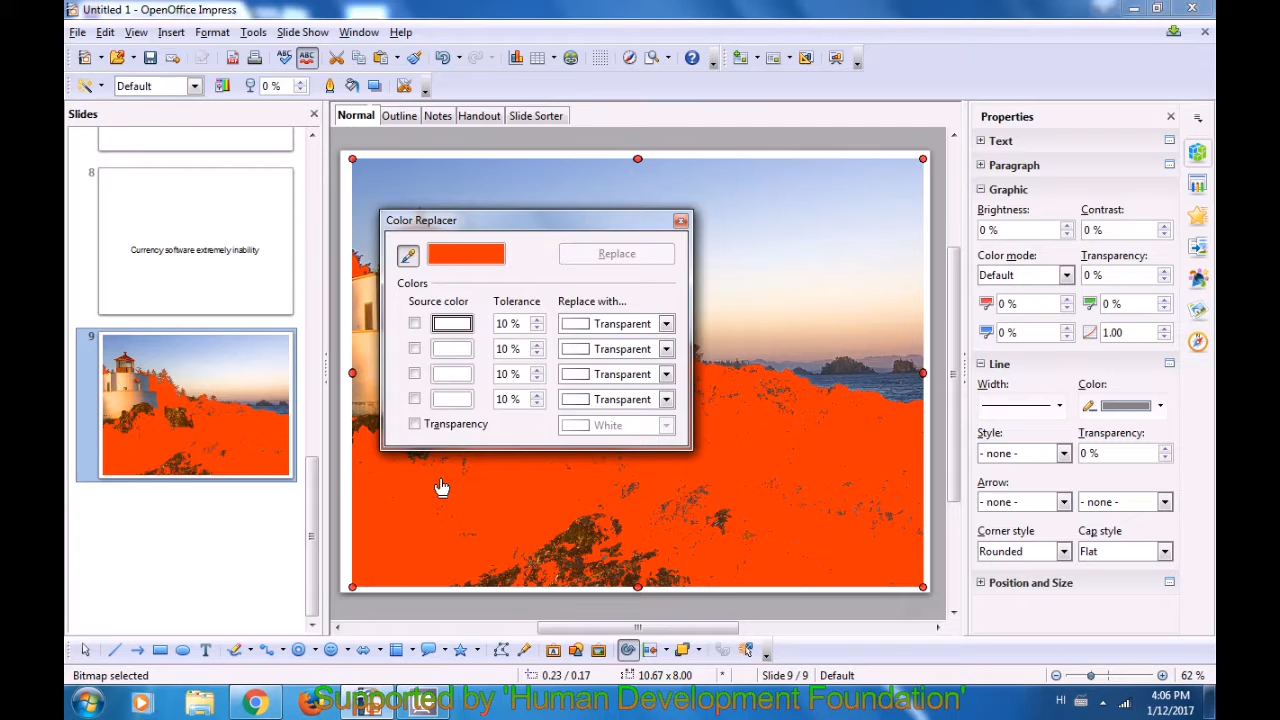 Untitled 1 - OpenOffice Impress
File Edit View Insert Format Tools Slide Show Window Help
Default 0 %
Slides
Normal Outline Notes Handout Slide Sorter
Properties
8
Currency software extremely inability
9
Color Replacer
Replace
Colors
Source color Tolerance Replace with...
10 % Transparent
10 % Transparent
10 % Transparent
10 % Transparent
Transparency White
Text
Paragraph
Graphic
Brightness: Contrast:
0 % 0 %
Color mode: Transparency:
Default 0 %
0 % 0 %
0 % 1.00
Line
Width: Color:
Style: Transparency:
- none - 0 %
Arrow:
- none - - none -
Corner style Cap style
Rounded Flat
Position and Size
Bitmap selected 0.23 / 0.17 10.67 x 8.00 * Slide 9 / 9 Default 62 %
Supported by 'Human Development Foundation'
HI 4:06 PM
1/12/2017